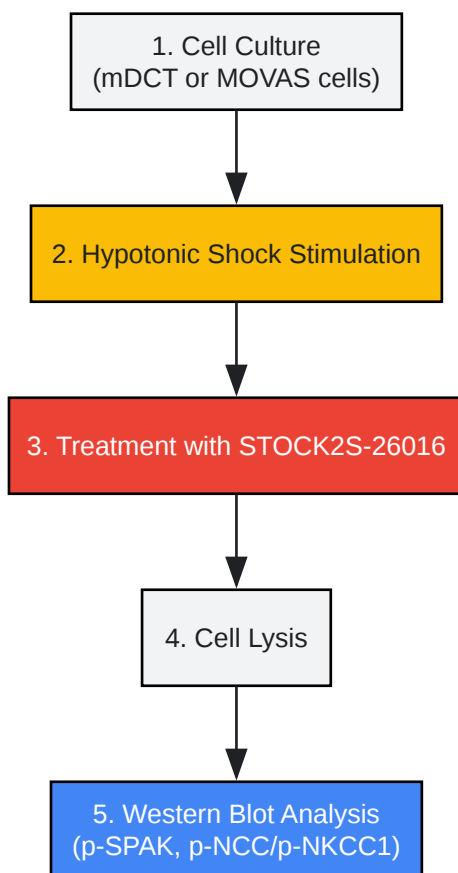 1. Cell Culture
(mDCT or MOVAS cells)
2. Hypotonic Shock Stimulation
3. Treatment with STOCK2S-26016
4. Cell Lysis
5. Western Blot Analysis
(p-SPAK, p-NCC/p-NKCC1)